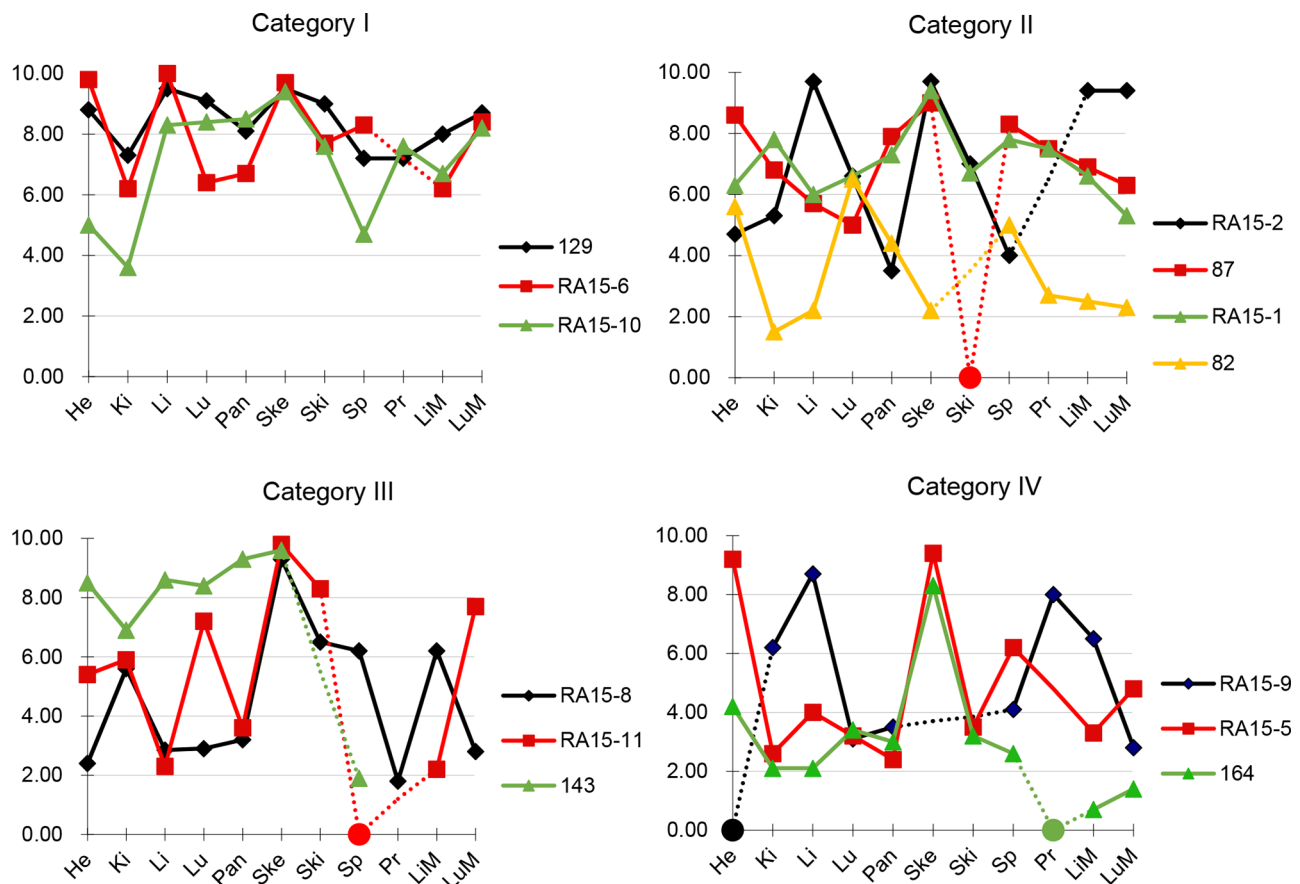 Category I
10.00
8.00
6.00
4.00
2.00
0.00
He Ki Li Lu Pan Ske Ski Sp Pr LiM LuM
129
RA15-6
RA15-10
Category II
10.00
8.00
6.00
4.00
2.00
0.00
He Ki Li Lu Pan Ske Ski Sp Pr LiM LuM
RA15-2
87
RA15-1
82
Category III
10.00
8.00
6.00
4.00
2.00
0.00
He Ki Li Lu Pan Ske Ski Sp Pr LiM LuM
RA15-8
RA15-11
143
Category IV
10.00
8.00
6.00
4.00
2.00
0.00
He Ki Li Lu Pan Ske Ski Sp Pr LiM LuM
RA15-9
RA15-5
164